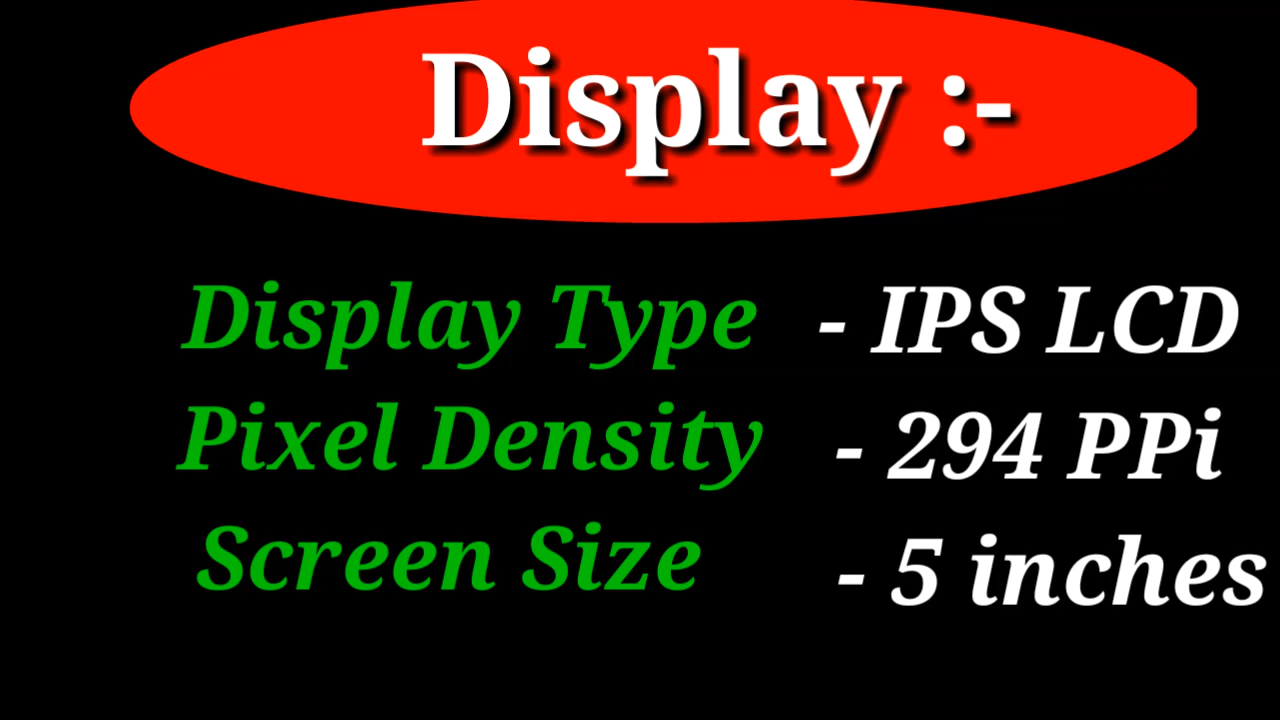 Display :-
Display Type - IPS LCD
Pixel Density - 294 PPi
Screen Size - 5 inches